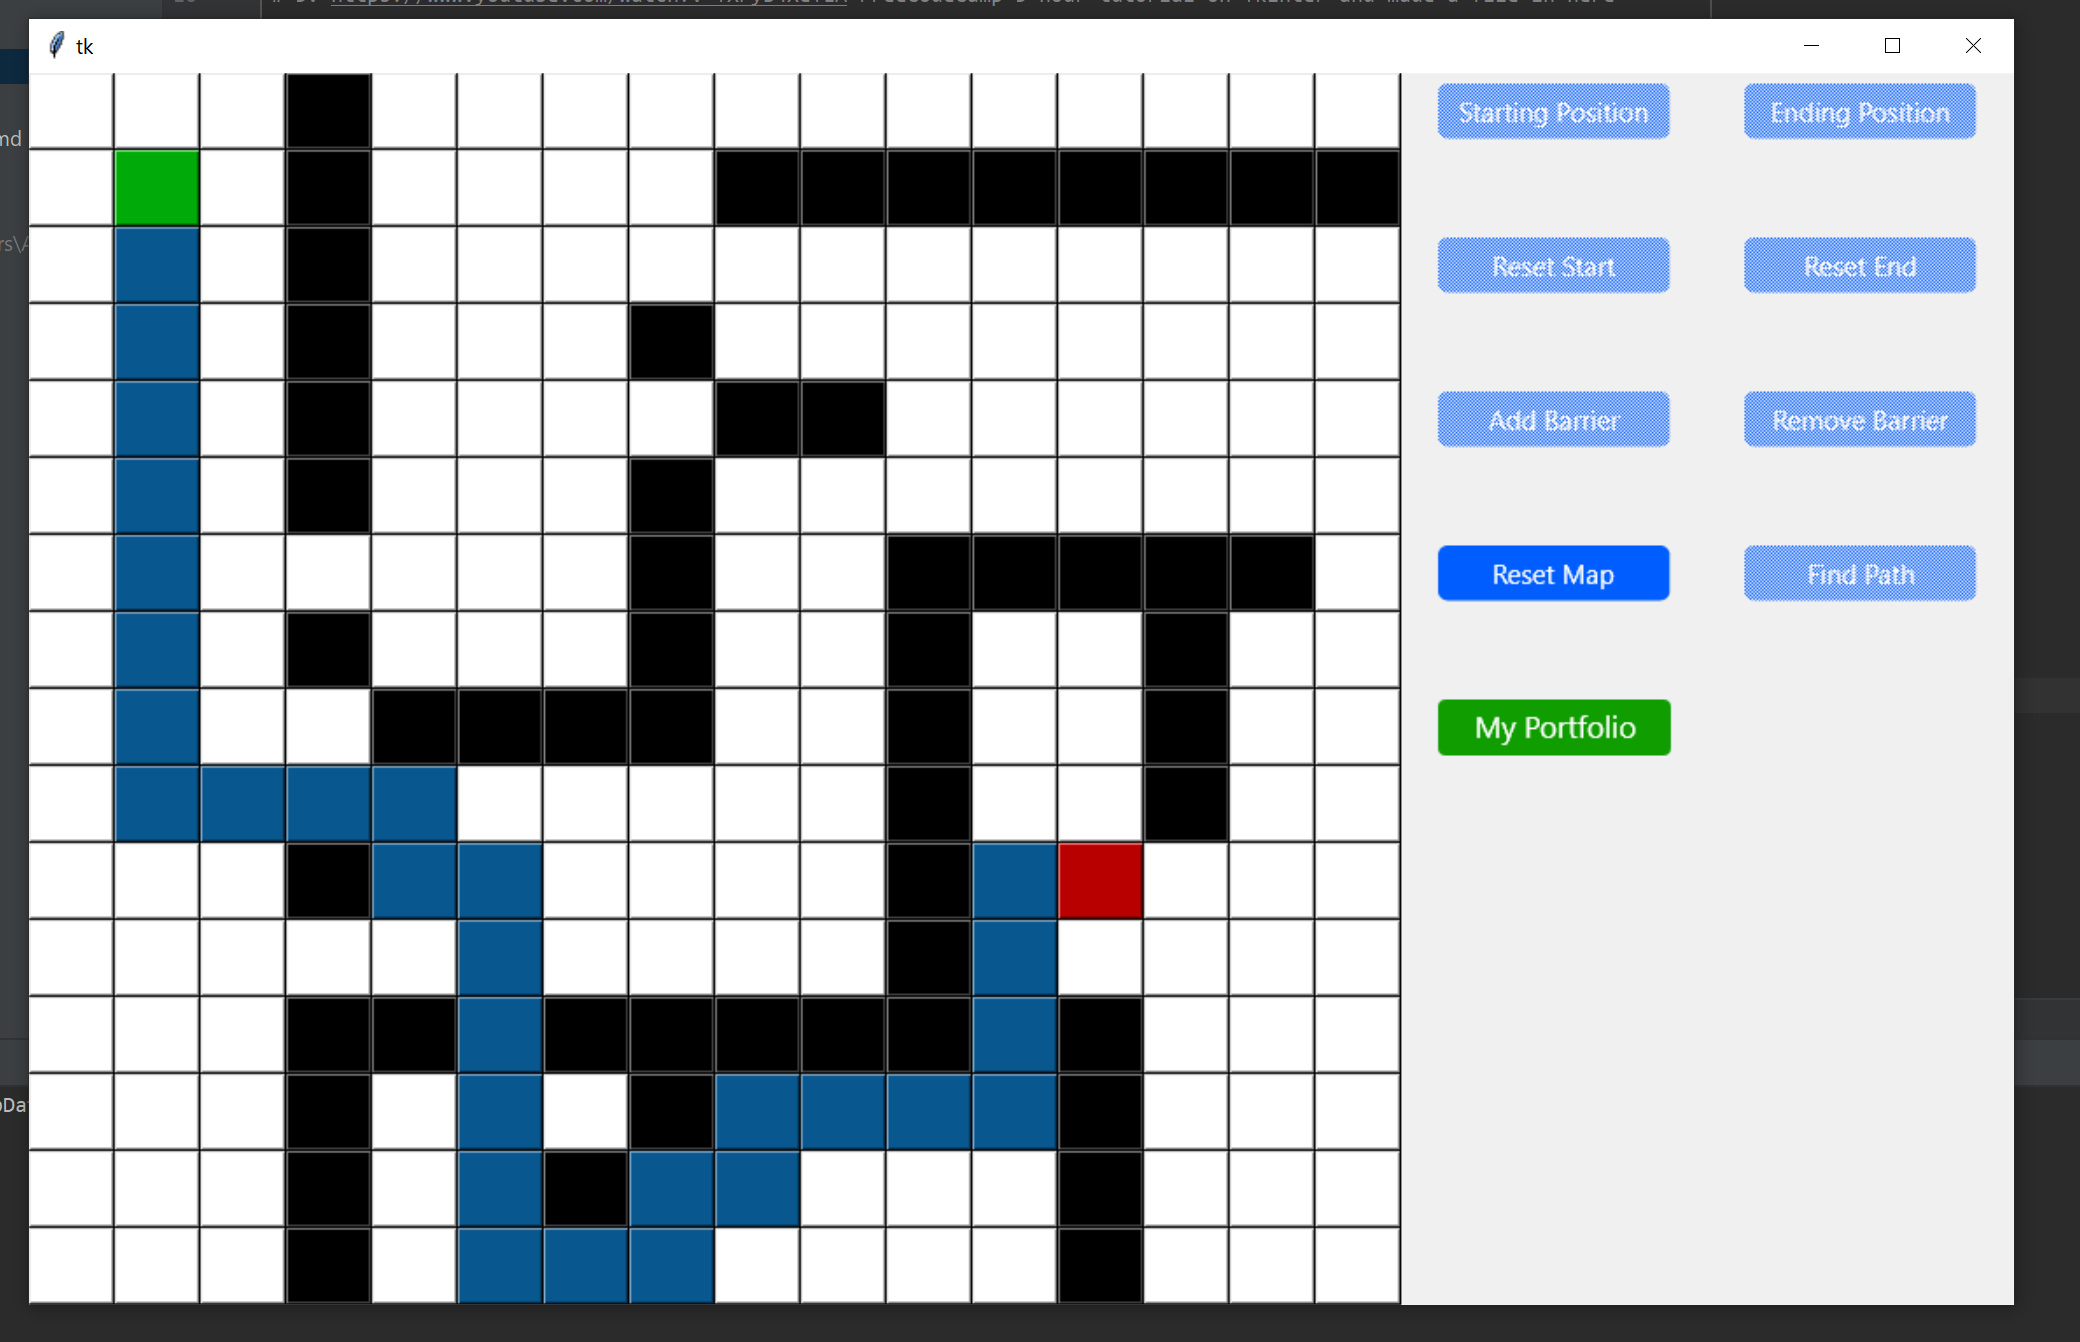 tk
Starting Position
Ending Position
md
Reset Start
Reset End
Add Barrier
Remove Barrier
Reset Map
Find Path
My Portfolio